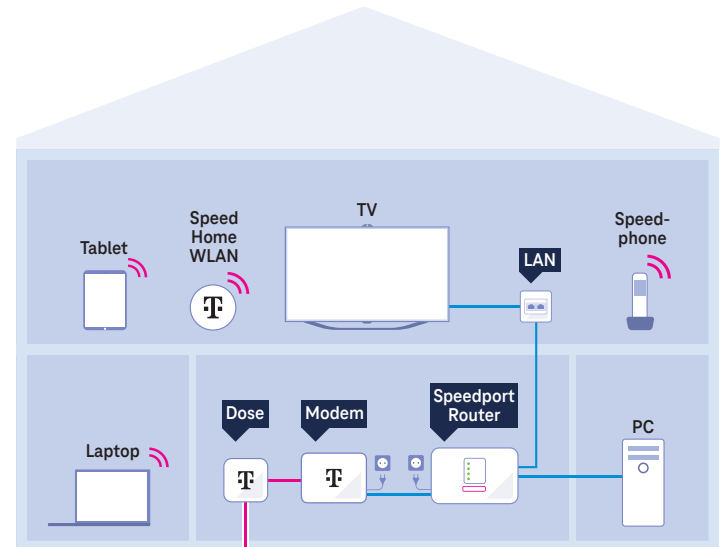 TV
Speed
Home
WLAN
Speed-
phone
Tablet
LAN
T
Speedport
Router
Dose
Modem
PC
Laptop
T
T